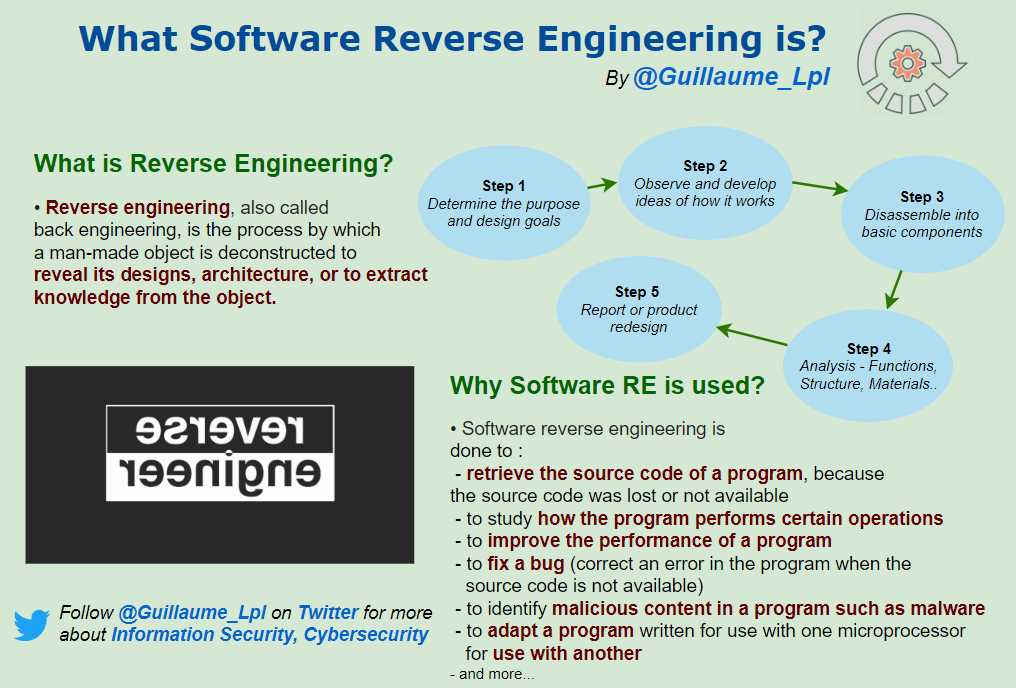 What Software Reverse Engineering is?
By @Guillaume_Lpl
What is Reverse Engineering?
• Reverse engineering, also called
back engineering, is the process by which
a man-made object is deconstructed to
reveal its designs, architecture, or to extract
knowledge from the object.
Step 1
Determine the purpose
and design goals
Step 2
Observe and develop
ideas of how it works
Step 3
Disassemble into
basic components
Step 4
Analysis - Functions,
Structure, Materials..
Step 5
Report or product
redesign
reverse
engineer
Why Software RE is used?
• Software reverse engineering is
done to :
- retrieve the source code of a program, because
the source code was lost or not available
- to study how the program performs certain operations
- to improve the performance of a program
- to fix a bug (correct an error in the program when the
source code is not available)
- to identify malicious content in a program such as malware
- to adapt a program written for use with one microprocessor
for use with another
- and more...
Follow @Guillaume_Lpl on Twitter for more
about Information Security, Cybersecurity